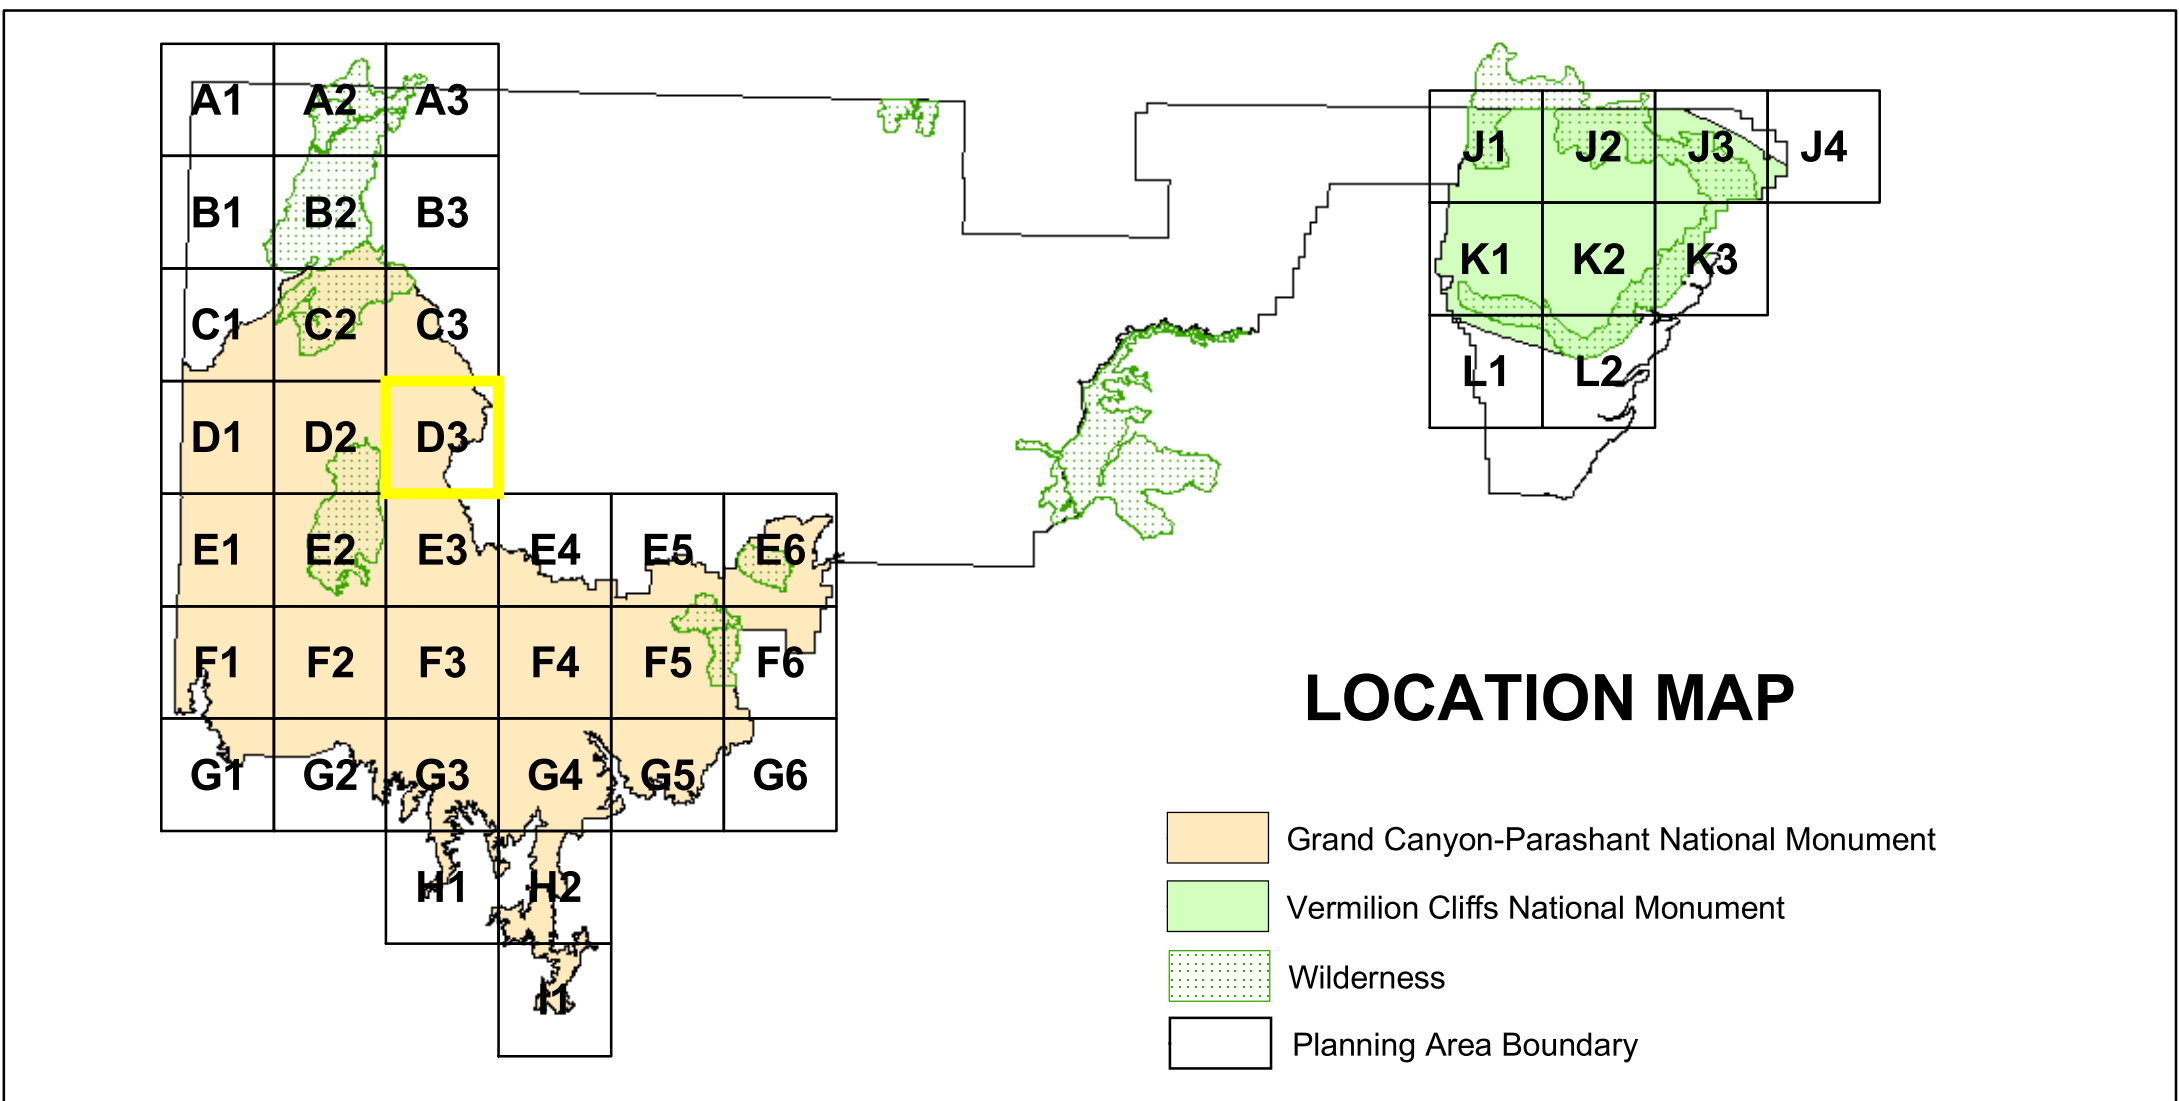 A1 A2 A3
J1 J2 J3 J4
B1 B2 B3
K1 K2 K3
C1 C2 C3
L1 L2
D1 D2 D3
E1 E2 E3 E4 E5 E6
F1 F2 F3 F4 F5 F6
G1 G2 G3 G4 G5 G6
H1 H2
I1
LOCATION MAP
Grand Canyon-Parashant National Monument
Vermilion Cliffs National Monument
Wilderness
Planning Area Boundary